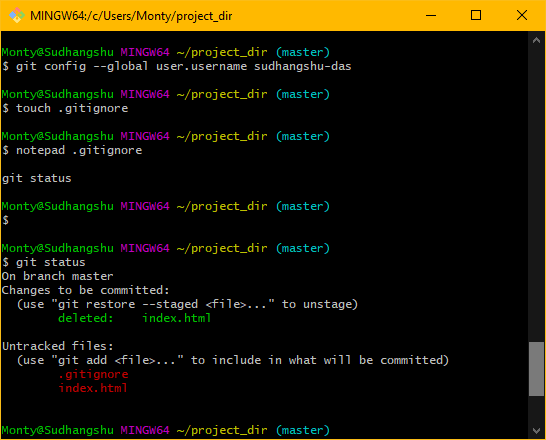 MINGW64:/c/Users/Monty/project_dir
Monty@Sudhangshu MINGW64 ~/project_dir (master)
$ git config --global user.username sudhangshu-das
Monty@Sudhangshu MINGW64 ~/project_dir (master)
$ touch .gitignore
Monty@Sudhangshu MINGW64 ~/project_dir (master)
$ notepad .gitignore
git status
Monty@Sudhangshu MINGW64 ~/project_dir (master)
$
Monty@Sudhangshu MINGW64 ~/project_dir (master)
$ git status
On branch master
Changes to be committed:
  (use "git restore --staged <file>..." to unstage)
        deleted:    index.html
Untracked files:
  (use "git add <file>..." to include in what will be committed)
        .gitignore
        index.html
Monty@Sudhangshu MINGW64 ~/project_dir (master)